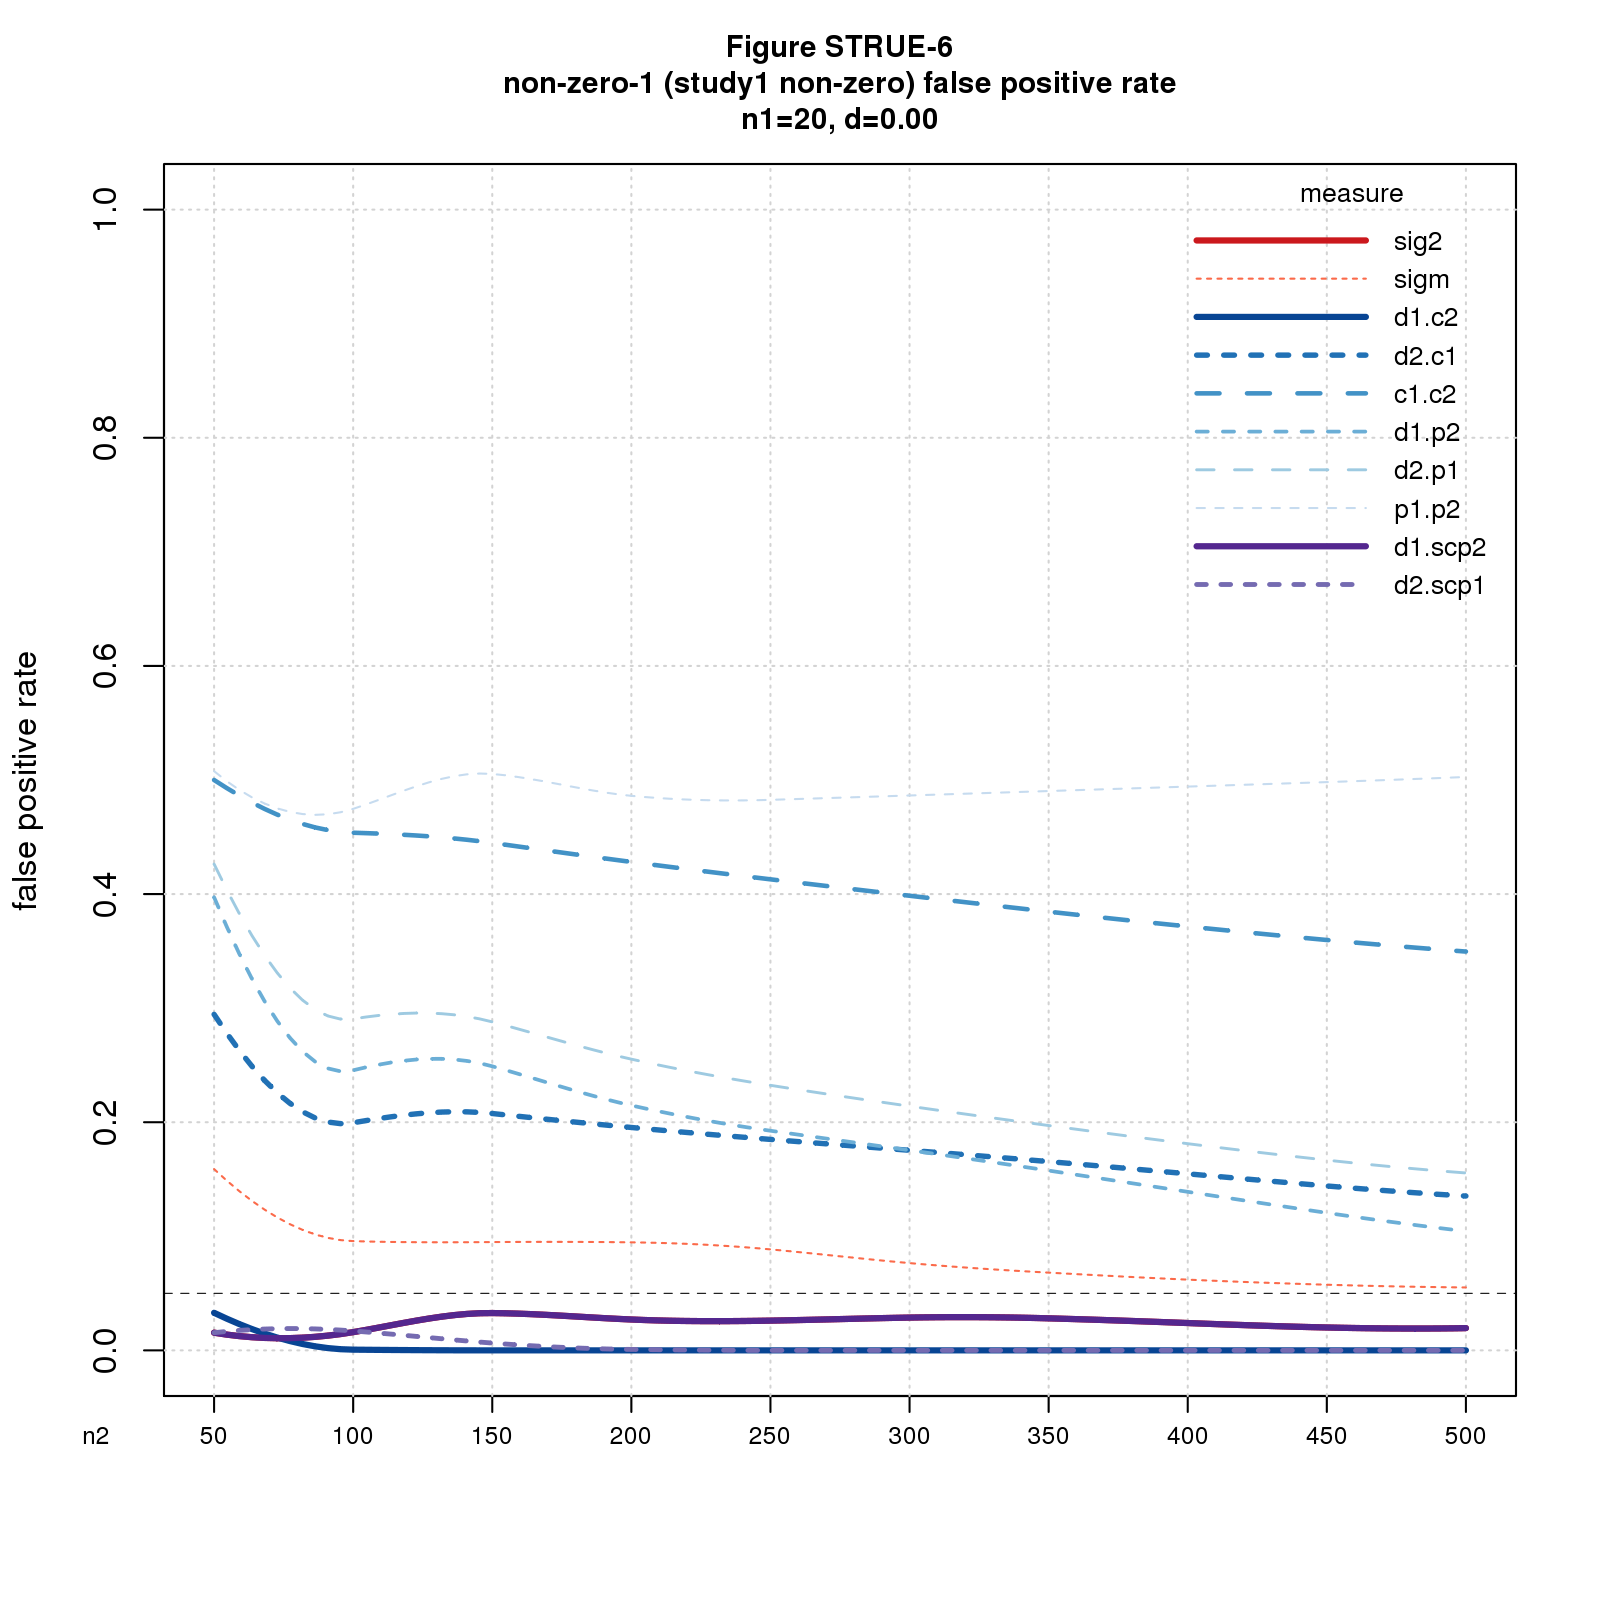 Figure STRUE-6
non-zero-1 (study1 non-zero) false positive rate
n1=20, d=0.00
measure
sig2
sigm
d1.c2
d2.c1
c1.c2
d1.p2
d2.p1
p1.p2
d1.scp2
d2.scp1
false positive rate
1.0
0.8
0.6
0.4
0.2
0.0
n2 50 100 150 200 250 300 350 400 450 500